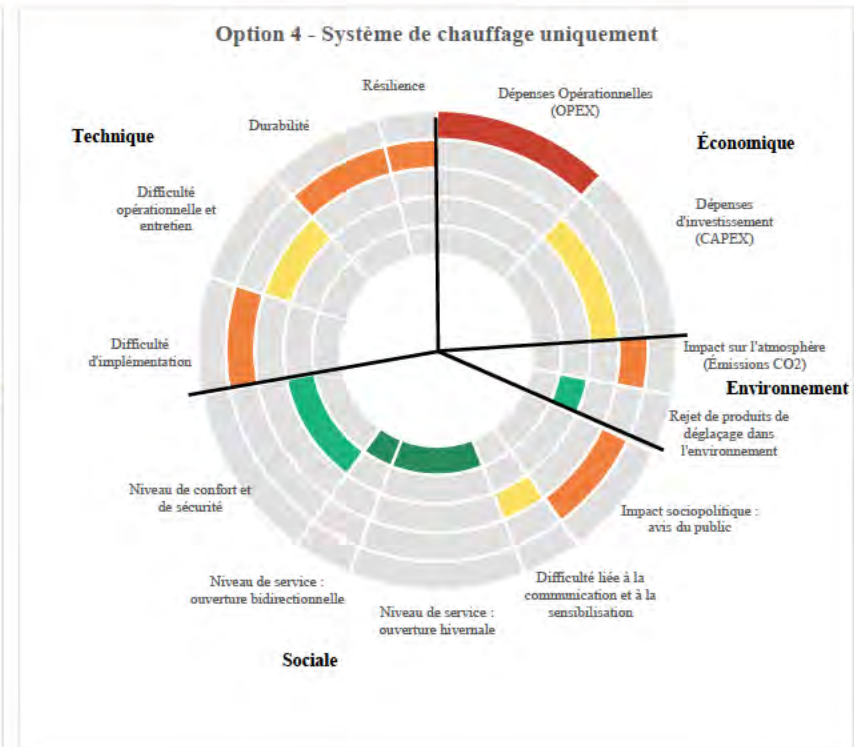 Option 4 - Système de chauffage uniquement
Résilience
Dépenses Opérationnelles
(OPEX)
Durabilité
Technique
Économique
Difficulté
opérationnelle et
entretien
Dépenses
d'investissement
(CAPEX)
Difficulté
d'implémentation
Impact sur l'atmosphère
(Émissions CO2)
Environnement
Rejet de produits de
déglaçage dans
l'environnement
Niveau de confort et
de sécurité
Impact sociopolitique :
avis du public
Niveau de service :
ouverture bidirectionnelle
Difficulté liée à la
communication et à la
sensibilisation
Niveau de service :
ouverture hivernale
Sociale